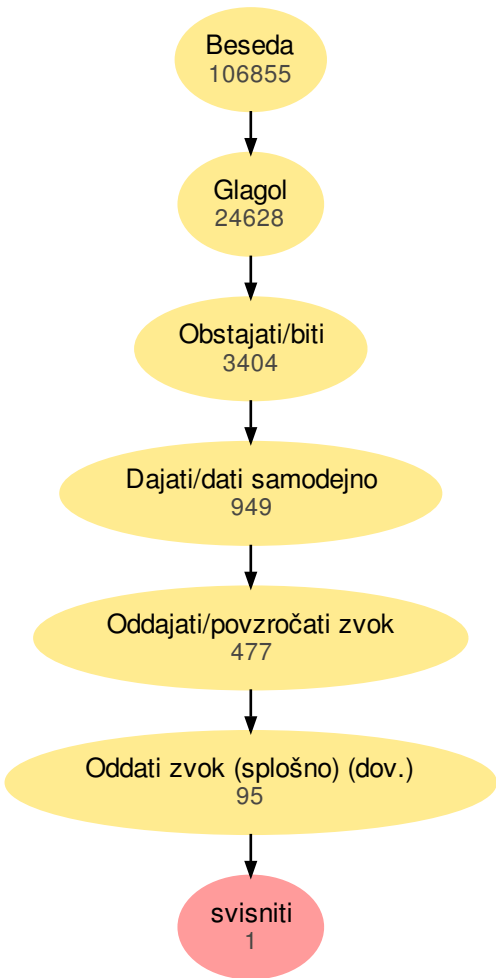 Beseda
106855
Glagol
24628
Obstajati/biti
3404
Dajati/dati samodejno
949
Oddajati/povzročati zvok
477
Oddati zvok (splošno) (dov.)
95
svisniti
1